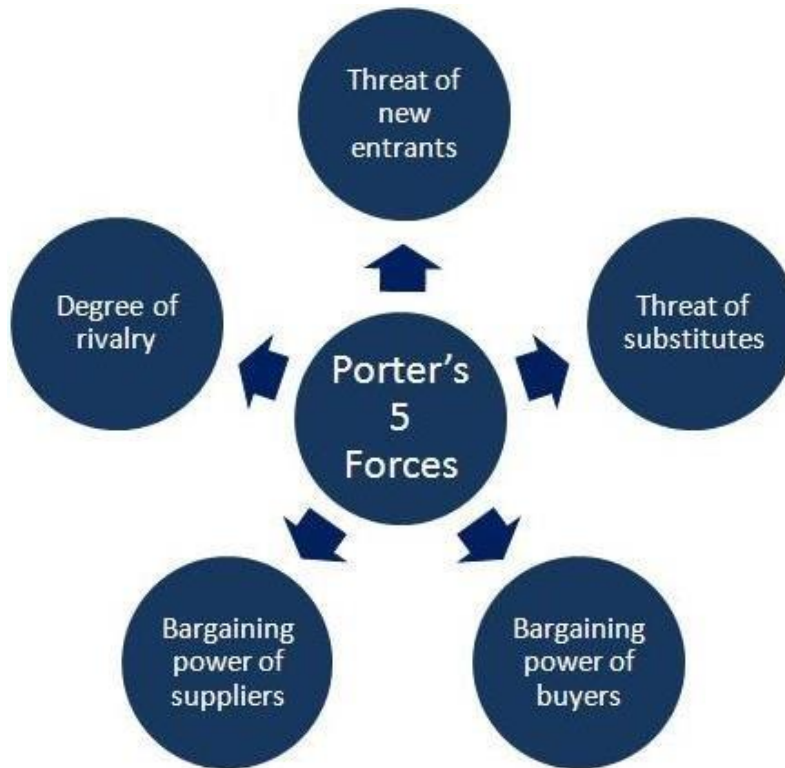 Threat of
new
entrants
Degree of
rivalry
Threat of
substitutes
Porter’s
5
Forces
Bargaining
power of
suppliers
Bargaining
power of
buyers